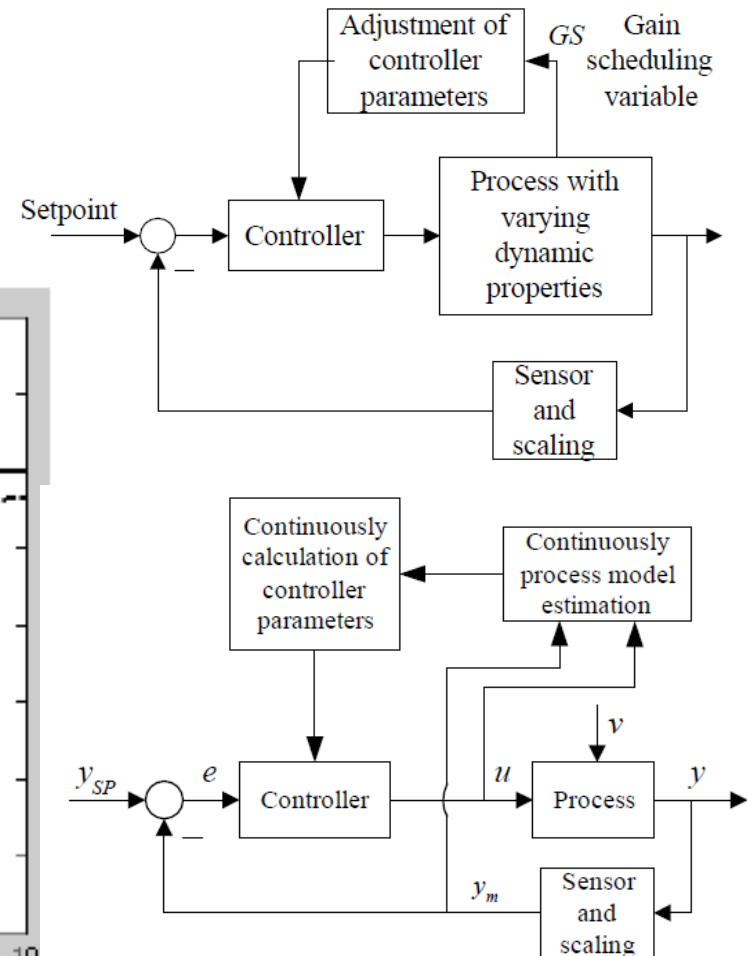 Adjustment of
controller
parameters
GS
Gain
scheduling
variable
Setpoint
Controller
Process with
varying
dynamic
properties
Sensor
and
scaling
Continuously
calculation of
controller
parameters
Continuously
process model
estimation
v
y_SP
e
Controller
u
Process
y
y_m
Sensor
and
scaling